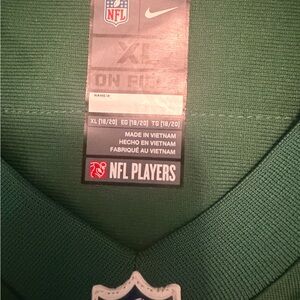 NFL
XL
ON FIELD
NAME/#
XL (18/20) EG (18/20) TG (18/20)
MADE IN VIETNAM
HECHO EN VIETNAM
FABRIQUÉ AU VIETNAM
NFL PLAYERS